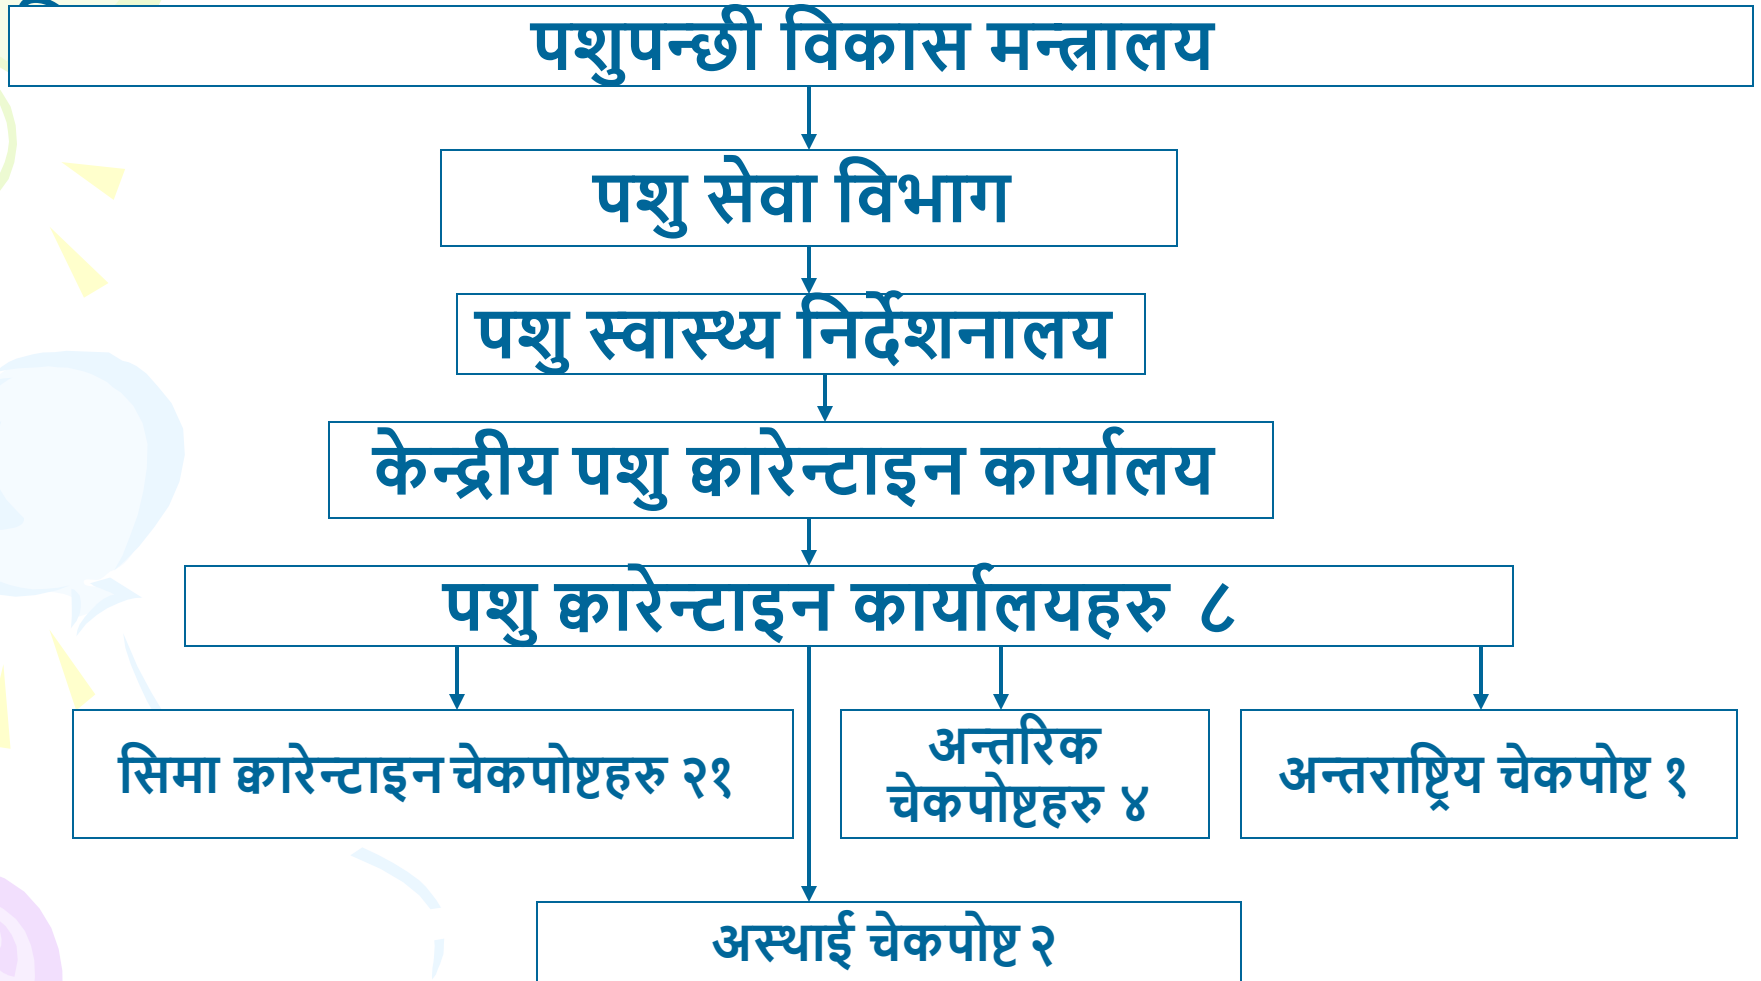 पशुपन्छी विकास मन्त्रालय
पशु सेवा विभाग
पशु स्वास्थ्य निर्देशनालय
केन्द्रीय पशु क्वारेन्टाइन कार्यालय
पशु क्वारेन्टाइन कार्यालयहरु ८
सिमा क्वारेन्टाइन चेकपोष्टहरु २१
अन्तरिक
चेकपोष्टहरु ४
अन्तराष्ट्रिय चेकपोष्ट १
अस्थाई चेकपोष्ट २